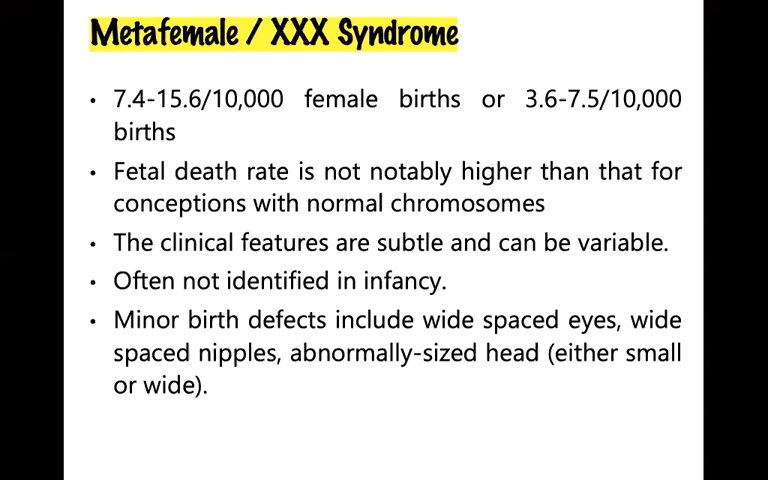 Metafemale / XXX Syndrome
• 7.4-15.6/10,000 female births or 3.6-7.5/10,000
births
• Fetal death rate is not notably higher than that for
conceptions with normal chromosomes
• The clinical features are subtle and can be variable.
• Often not identified in infancy.
• Minor birth defects include wide spaced eyes, wide
spaced nipples, abnormally-sized head (either small
or wide).